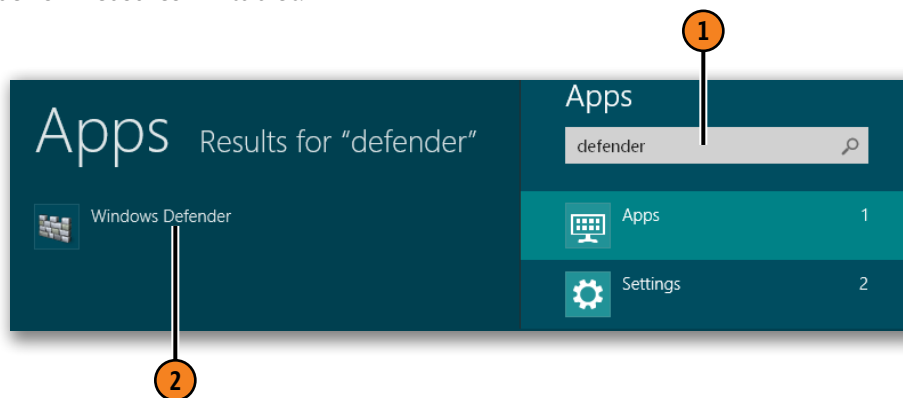 1
Apps Results for “defender”
Windows Defender
Apps
defender
Apps 1
Settings 2
2